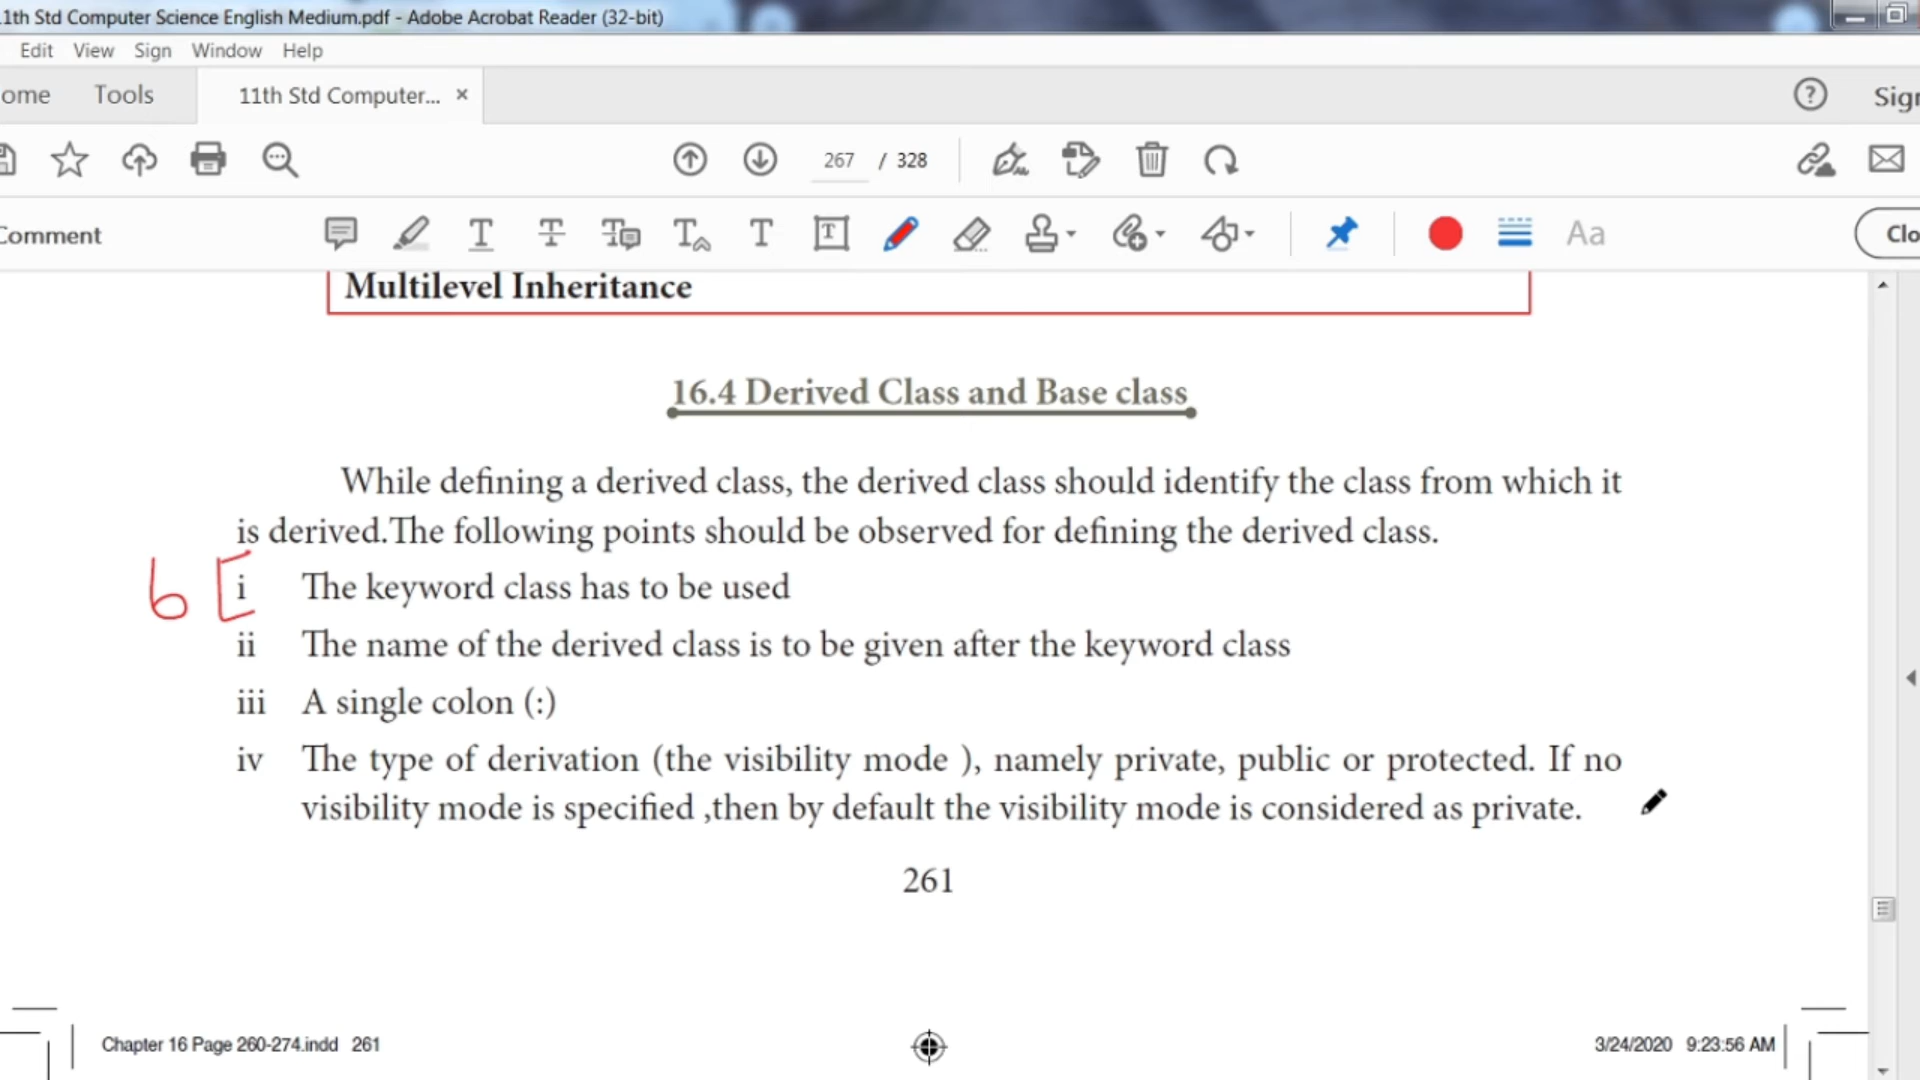 1th Std Computer Science English Medium.pdf - Adobe Acrobat Reader (32-bit)
Edit View Sign Window Help
ome Tools 11th Std Computer... × Sign
267 / 328
Comment Aa Clo
Multilevel Inheritance
16.4 Derived Class and Base class
While defining a derived class, the derived class should identify the class from which it
is derived.The following points should be observed for defining the derived class.
6 [ i The keyword class has to be used
ii The name of the derived class is to be given after the keyword class
iii A single colon (:)
iv The type of derivation (the visibility mode ), namely private, public or protected. If no
visibility mode is specified ,then by default the visibility mode is considered as private.
261
Chapter 16 Page 260-274.indd 261 3/24/2020 9:23:56 AM